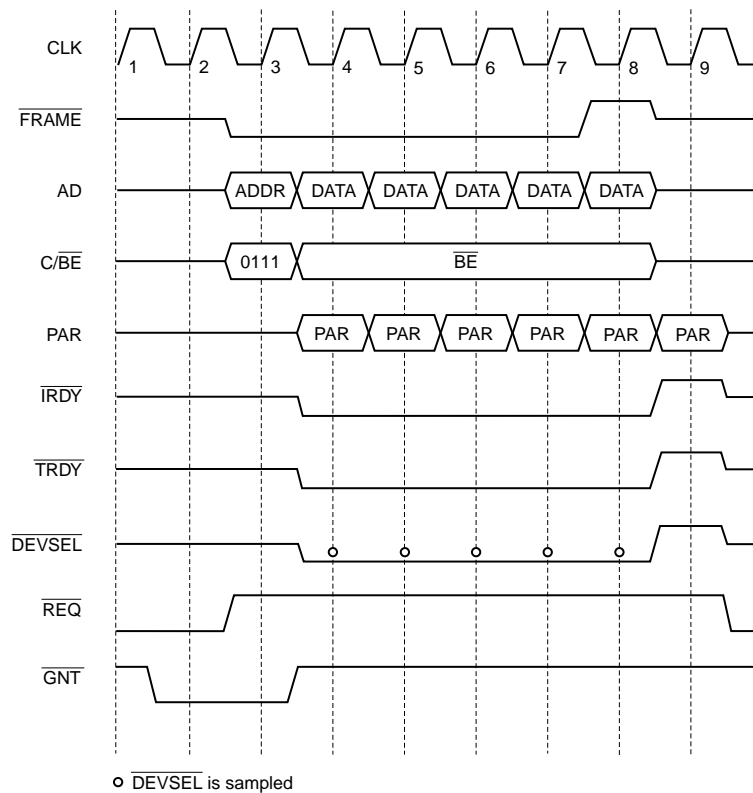 CLK
1 2 3 4 5 6 7 8 9
FRAME
AD ADDR DATA DATA DATA DATA DATA
C/BE 0111 BE
PAR PAR PAR PAR PAR PAR PAR
IRDY
TRDY
DEVSEL
REQ
GNT
DEVSEL is sampled